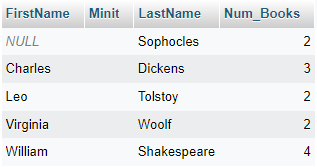 FirstName Minit LastName Num_Books
NULL Sophocles 2
Charles Dickens 3
Leo Tolstoy 2
Virginia Woolf 2
William Shakespeare 4